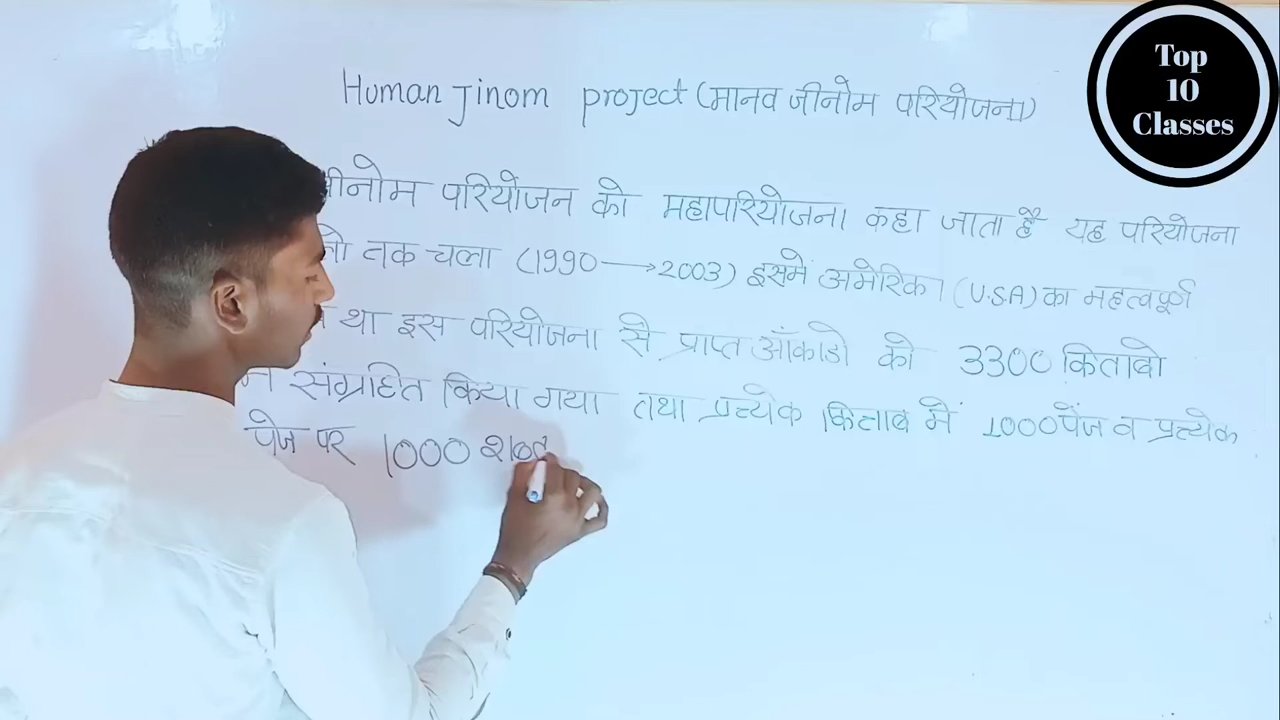 Human Jinom project (मानव जीनोम परियोजना)
जीनोम परियोजन को महापरियोजना कहा जाता है यह परियोजना
तक चला (1990⟶2003) इसमें अमेरिका (U.S.A) का महत्वपूर्ण
था इस परियोजना से प्राप्त आँकाडो को 3300 किताबो
संग्रहित किया गया तथा प्रत्येक किताब में 1000 पेंज व प्रत्येक
पेज पर 1000
Top
10
Classes